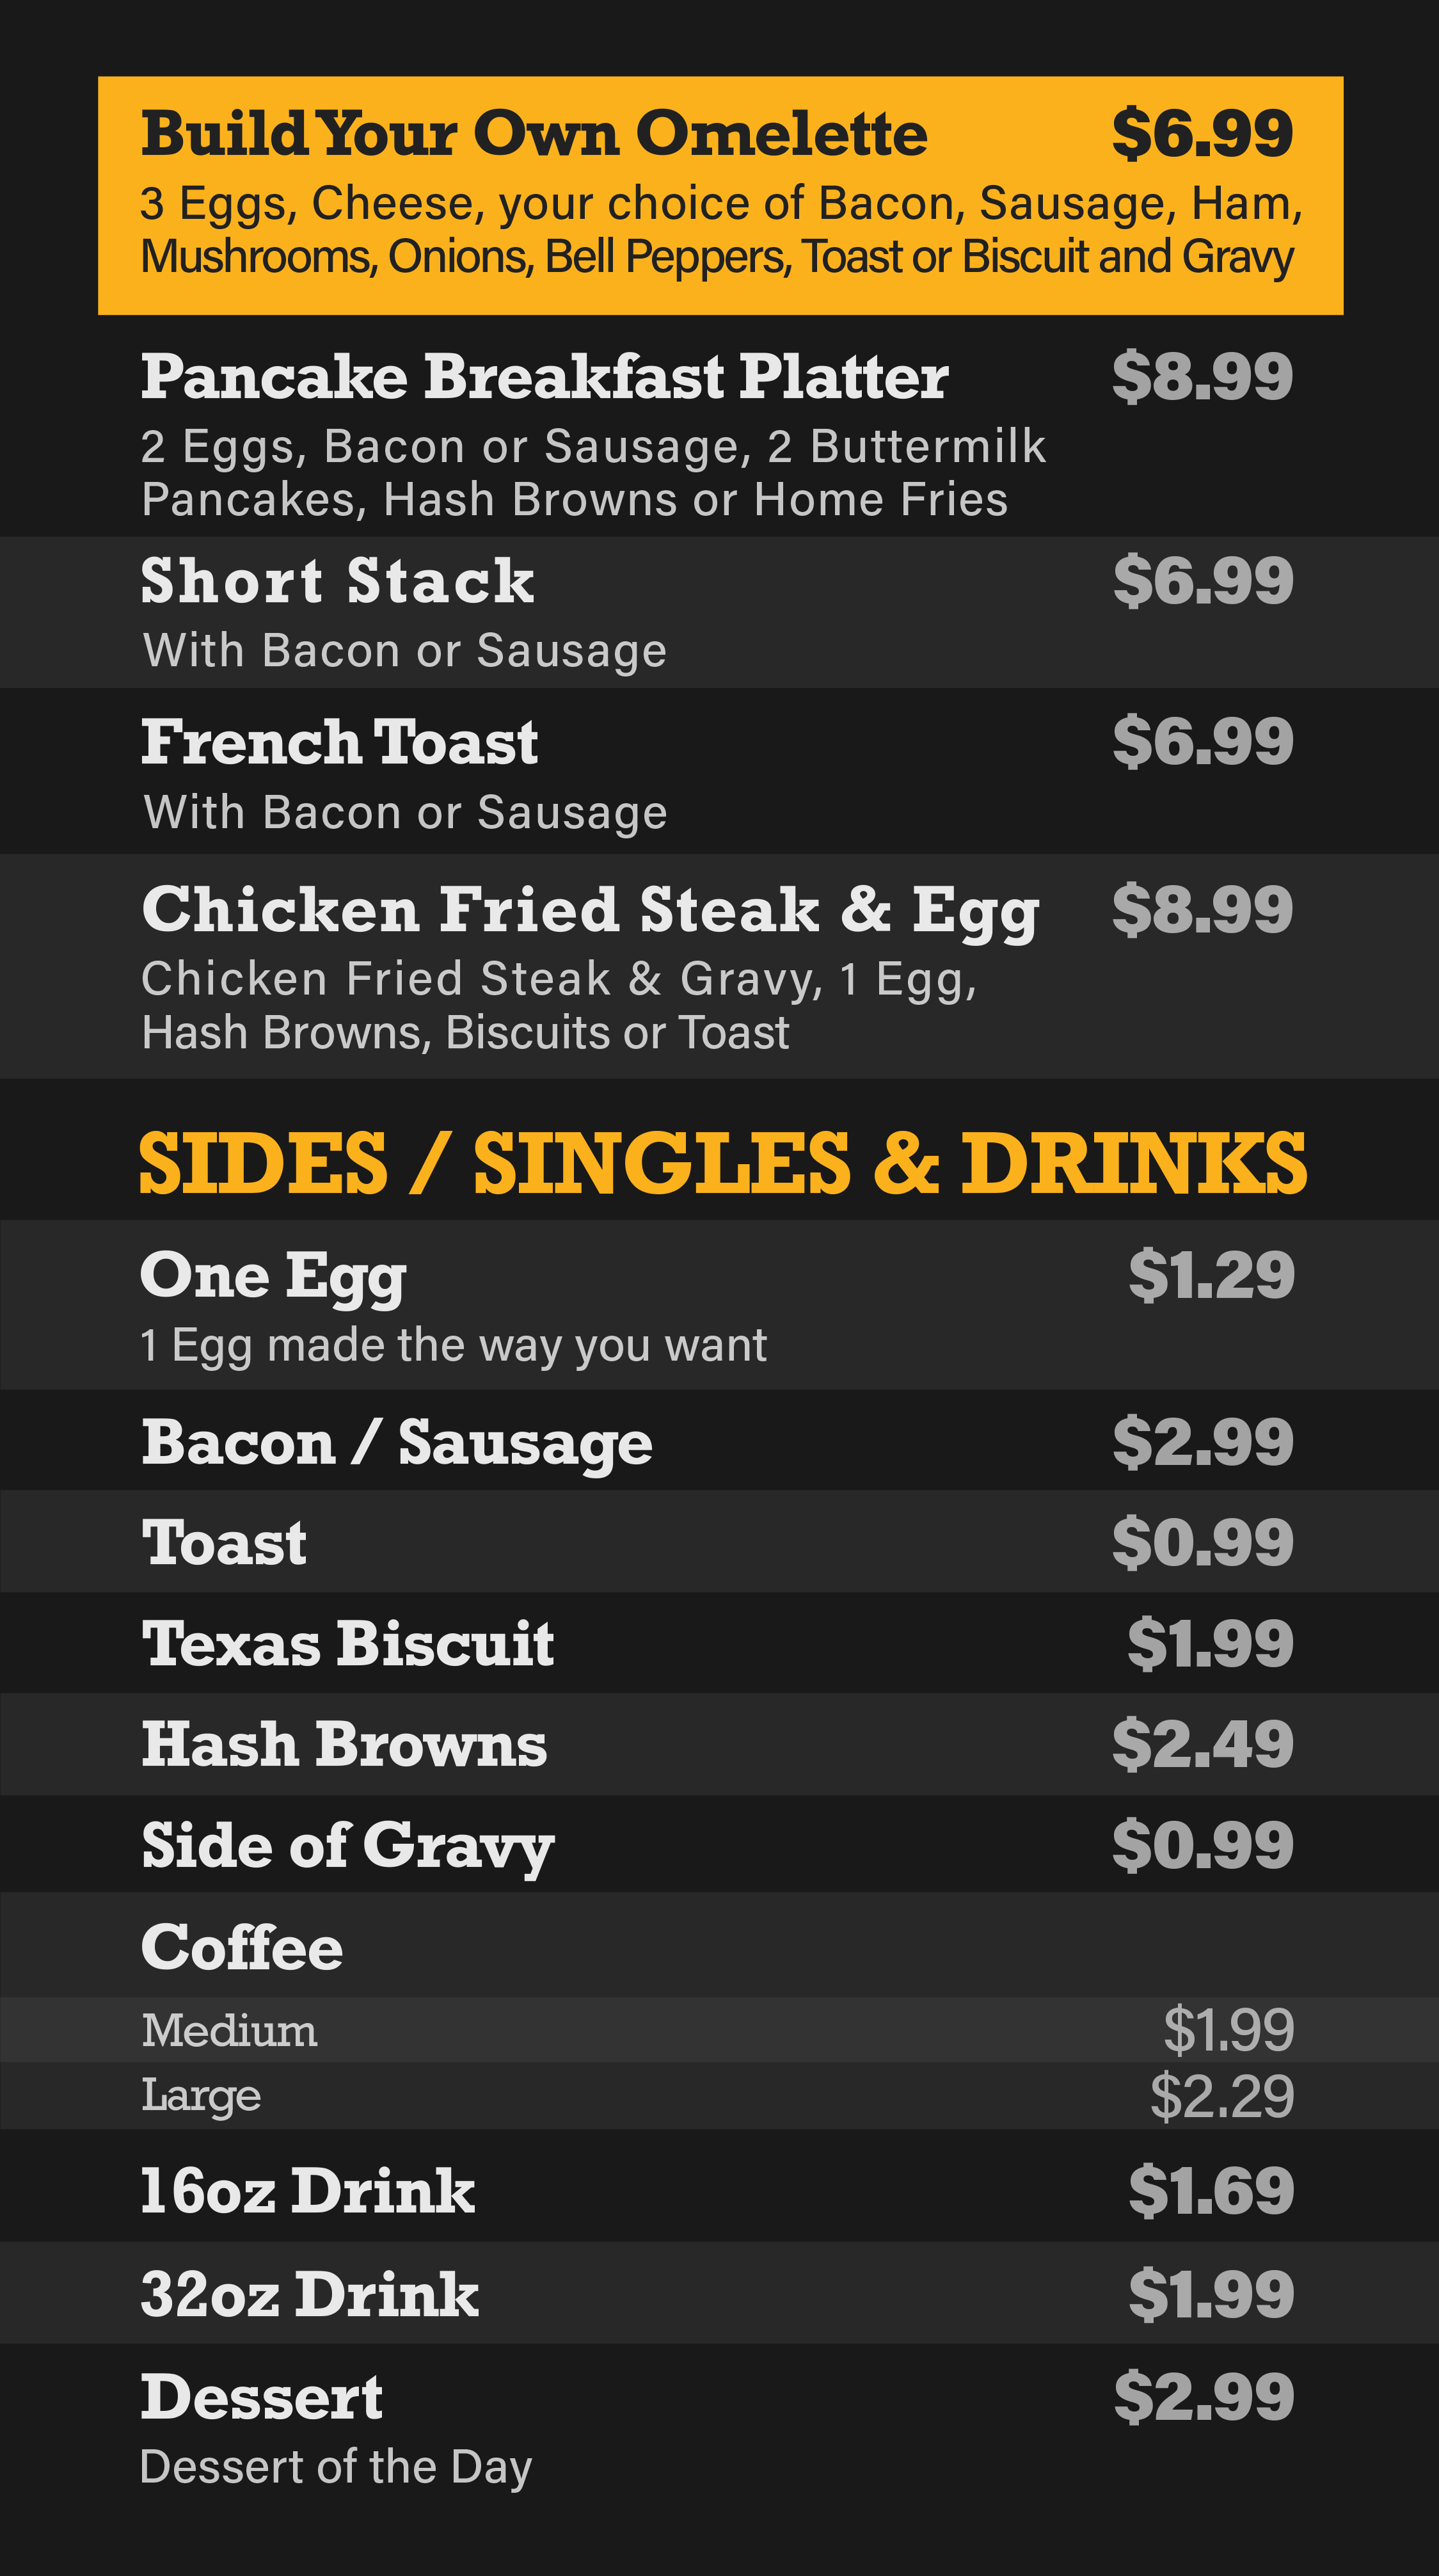 Build Your Own Omelette $6.99
3 Eggs, Cheese, your choice of Bacon, Sausage, Ham,
Mushrooms, Onions, Bell Peppers, Toast or Biscuit and Gravy
Pancake Breakfast Platter $8.99
2 Eggs, Bacon or Sausage, 2 Buttermilk
Pancakes, Hash Browns or Home Fries
Short Stack $6.99
With Bacon or Sausage
French Toast $6.99
With Bacon or Sausage
Chicken Fried Steak & Egg $8.99
Chicken Fried Steak & Gravy, 1 Egg,
Hash Browns, Biscuits or Toast
SIDES / SINGLES & DRINKS
One Egg $1.29
1 Egg made the way you want
Bacon / Sausage $2.99
Toast $0.99
Texas Biscuit $1.99
Hash Browns $2.49
Side of Gravy $0.99
Coffee
Medium $1.99
Large $2.29
16oz Drink $1.69
32oz Drink $1.99
Dessert $2.99
Dessert of the Day